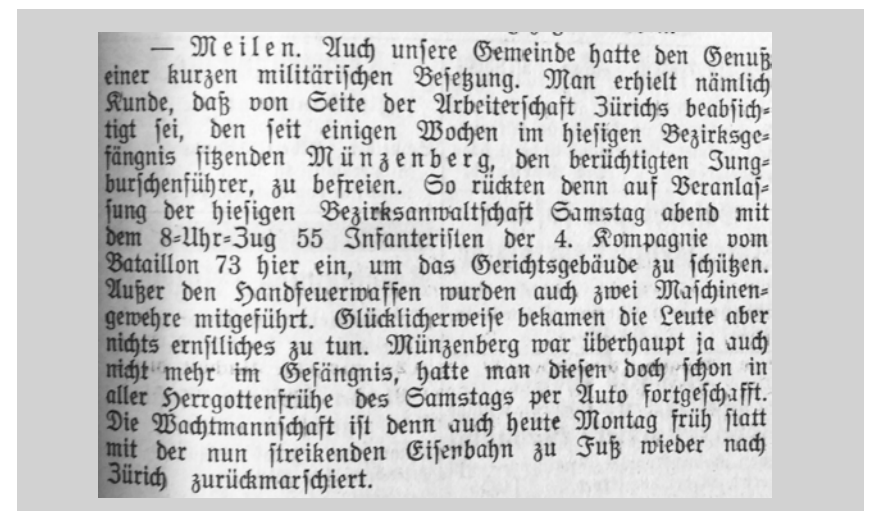 — Meilen. Auch unsere Gemeinde hatte den Genuß
einer kurzen militärischen Besetzung. Man erhielt nämlich
Kunde, daß von Seite der Arbeiterschaft Zürichs beabsich-
tigt sei, den seit einigen Wochen im hiesigen Bezirksge-
fängnis sitzenden Münzenberg, den berüchtigten Jung-
burschenführer, zu befreien. So rückten denn auf Veranlas-
sung der hiesigen Bezirksanwaltschaft Samstag abend mit
dem 8-Uhr-Zug 55 Infanteristen der 4. Kompagnie vom
Bataillon 73 hier ein, um das Gerichtsgebäude zu schützen.
Außer den Handfeuerwaffen wurden auch zwei Maschinen-
gewehre mitgeführt. Glücklicherweise bekamen die Leute aber
nichts ernstliches zu tun. Münzenberg war überhaupt ja auch
nicht mehr im Gefängnis, hatte man diesen doch schon in
aller Herrgottenfrühe des Samstags per Auto fortgeschafft.
Die Wachtmannschaft ist denn auch heute Montag früh statt
mit der nun streikenden Eisenbahn zu Fuß wieder nach
Zürich zurückmarschiert.